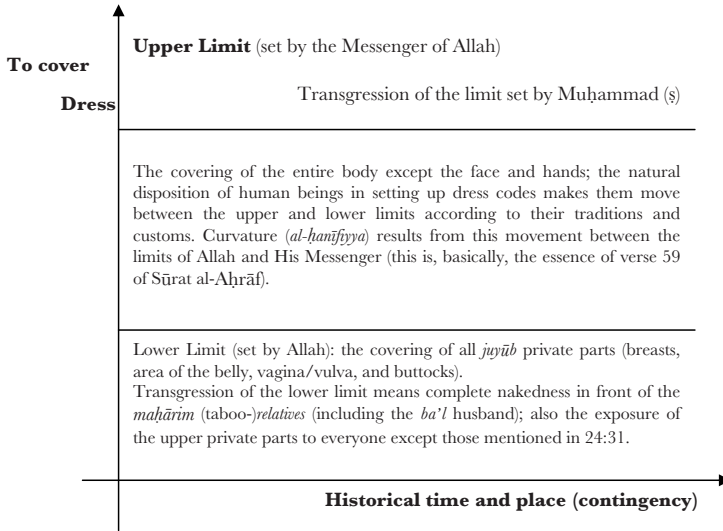 Upper Limit (set by the Messenger of Allah)
To cover
Transgression of the limit set by Muḥammad (ṣ)
Dress
The covering of the entire body except the face and hands; the natural
disposition of human beings in setting up dress codes makes them move
between the upper and lower limits according to their traditions and
customs. Curvature (al-ḥanīfiyya) results from this movement between the
limits of Allah and His Messenger (this is, basically, the essence of verse 59
of Sūrat al-Aḥrāf).
Lower Limit (set by Allah): the covering of all juyūb private parts (breasts,
area of the belly, vagina/vulva, and buttocks).
Transgression of the lower limit means complete nakedness in front of the
maḥārim (taboo-)relatives (including the ba’l husband); also the exposure of
the upper private parts to everyone except those mentioned in 24:31.
Historical time and place (contingency)